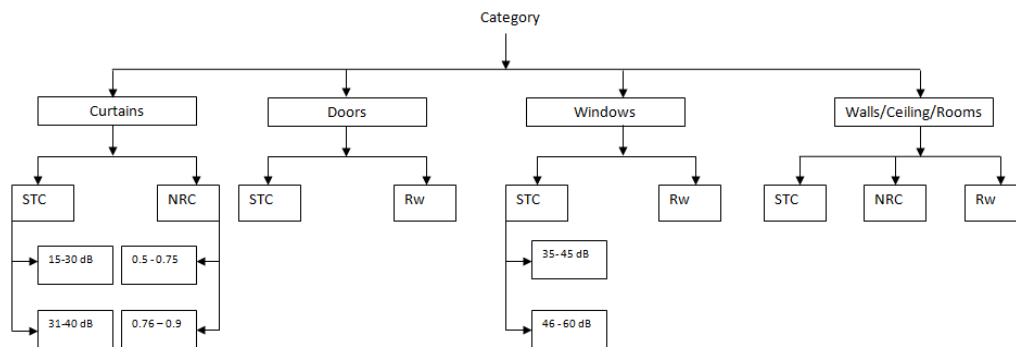 Category
Curtains
Doors
Windows
Walls/Ceiling/Rooms
STC
NRC
STC
Rw
STC
Rw
STC
NRC
Rw
15-30 dB
0.5 - 0.75
35- 45 dB
31-40 dB
0.76 – 0.9
46 - 60 dB